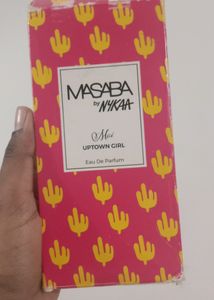 MASABA
by NYKAA
Mini
UPTOWN GIRL
Eau De Parfum